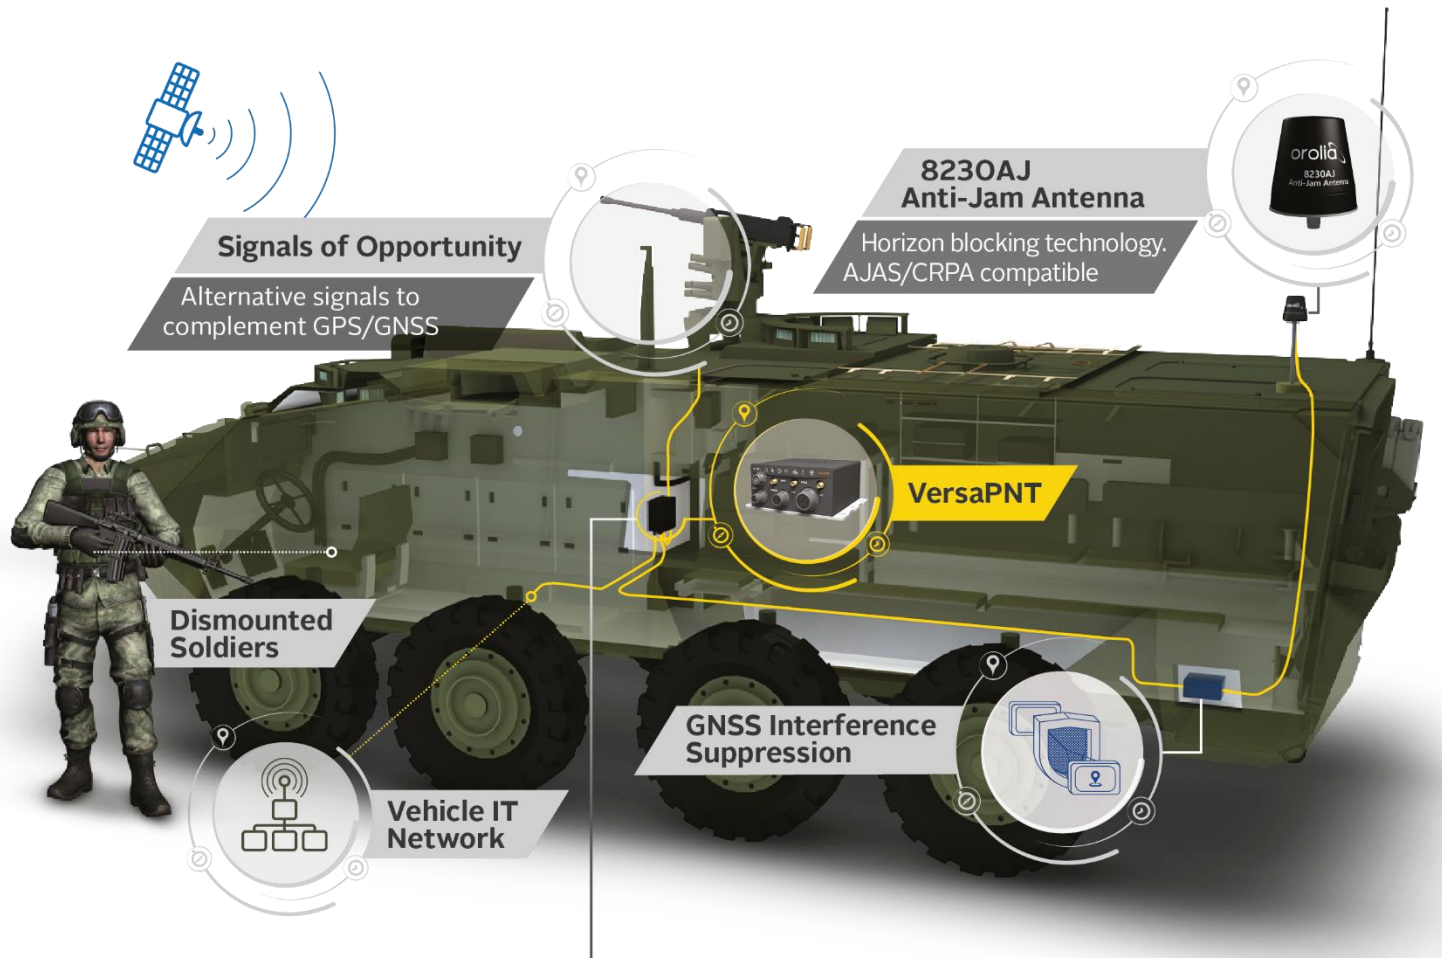 Signals of Opportunity
Alternative signals to
complement GPS/GNSS
8230AJ
Anti-Jam Antenna
Horizon blocking technology.
AJAS/CRPA compatible
orolia
8230AJ
Anti-Jam Antenna
VersaPNT
Dismounted
Soldiers
GNSS Interference
Suppression
Vehicle IT
Network